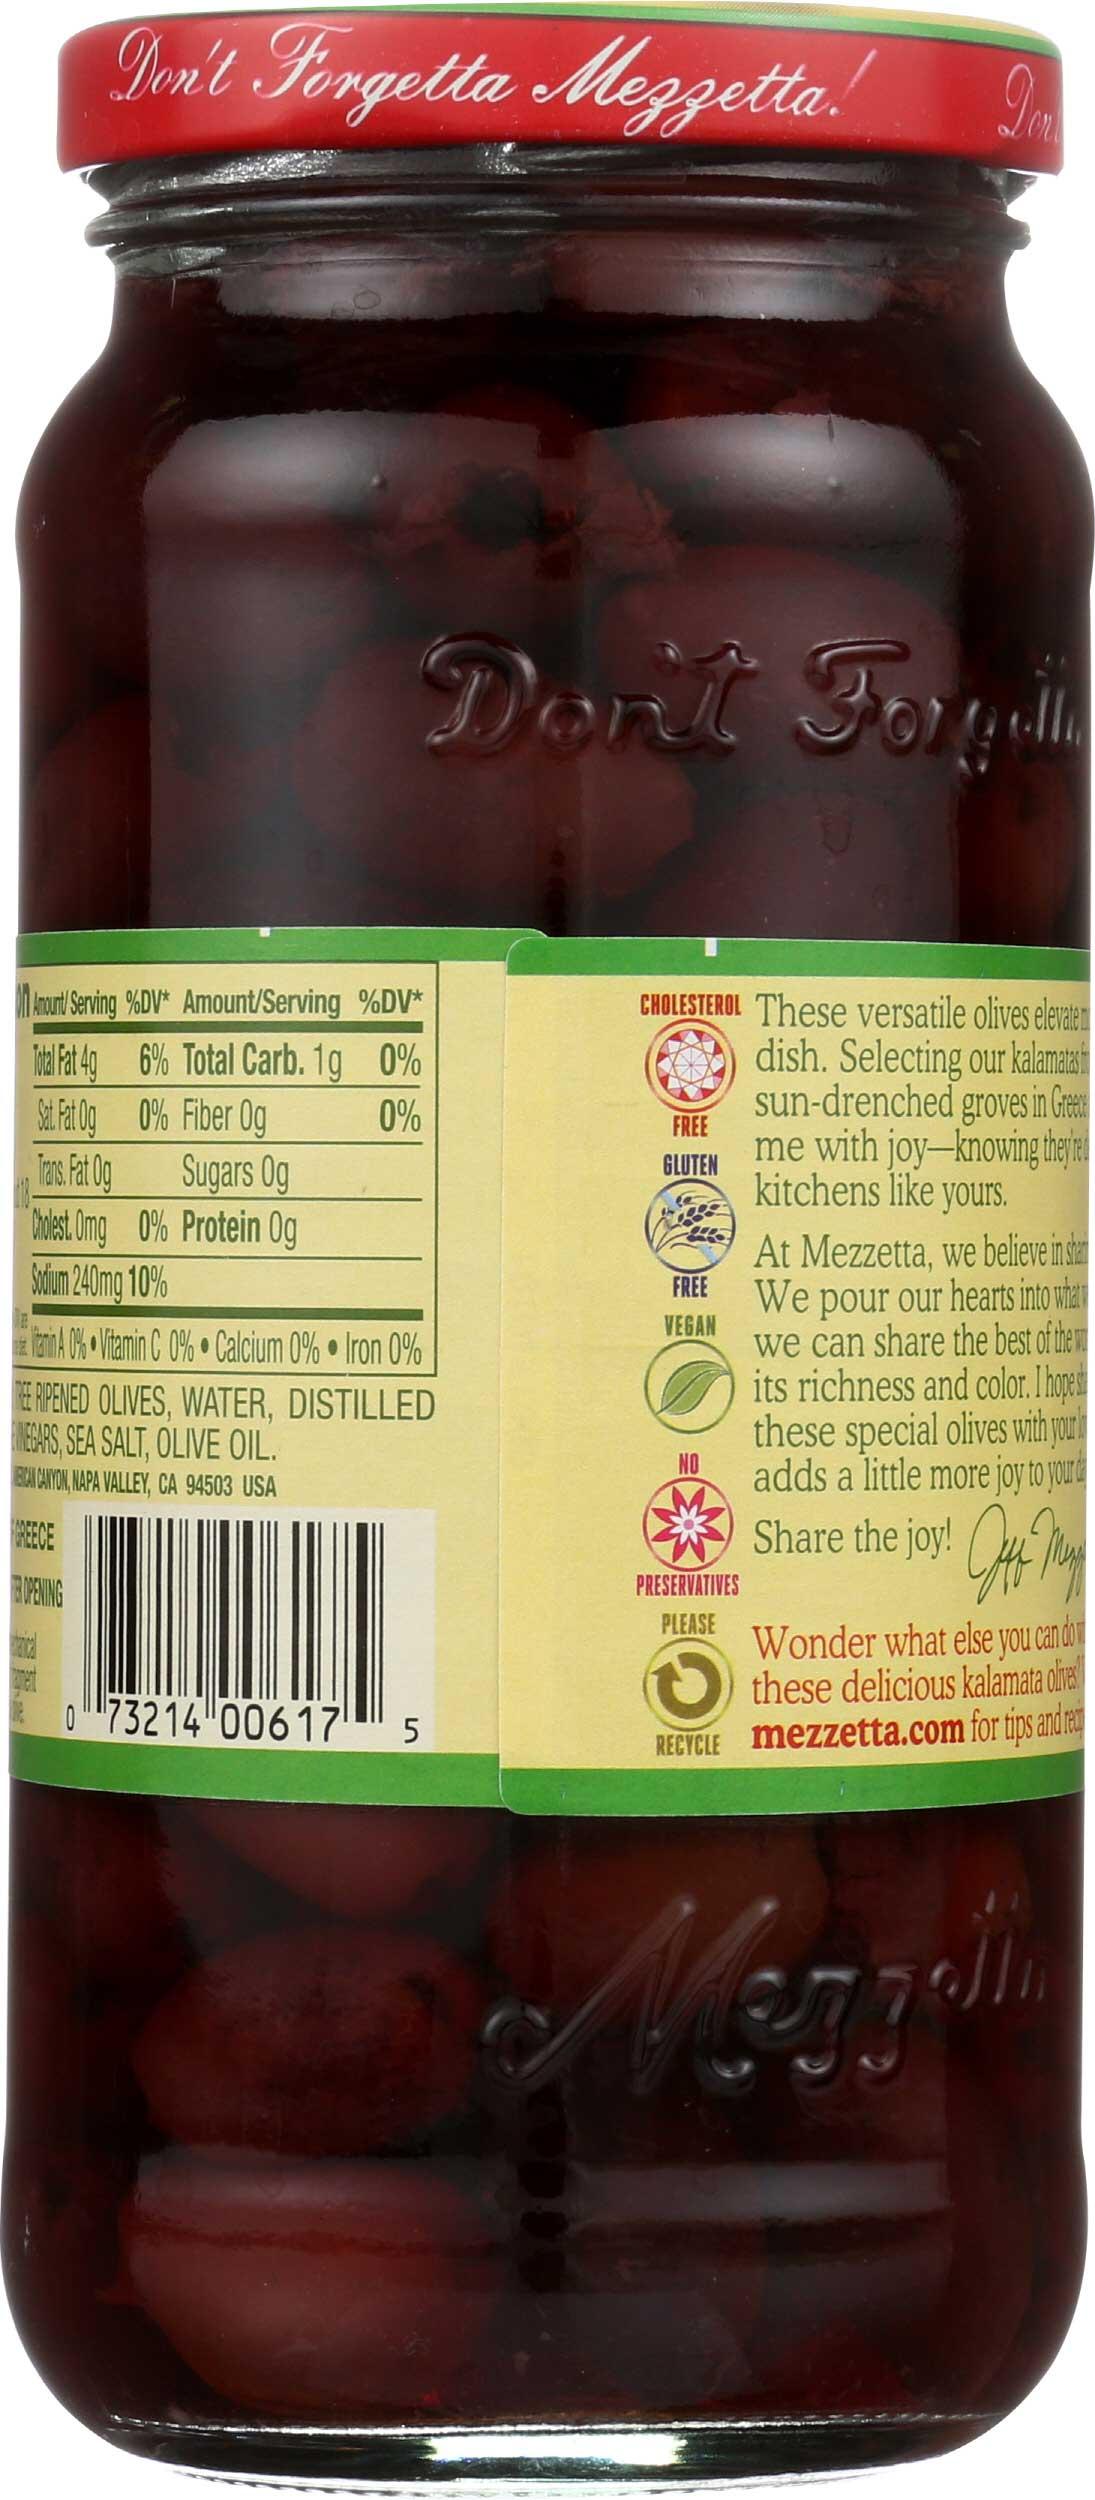 Don't Forgetta Mezzetta!
Don't Forgetta
Amount/Serving %DV* Amount/Serving %DV*
Total Fat 4g 6% Total Carb. 1g 0%
Sat. Fat 0g 0% Fiber 0g 0%
Trans. Fat 0g Sugars 0g
Cholest. 0mg 0% Protein 0g
Sodium 240mg 10%
Vitamin A 0% • Vitamin C 0% • Calcium 0% • Iron 0%
TREE RIPENED OLIVES, WATER, DISTILLED
VINEGARS, SEA SALT, OLIVE OIL.
AMERICAN CANYON, NAPA VALLEY, CA 94503 USA
GREECE
OPENING
0 73214 00617 5
CHOLESTEROL
FREE
GLUTEN
FREE
VEGAN
NO
PRESERVATIVES
PLEASE
RECYCLE
These versatile olives elevate
dish. Selecting our kalamatas
sun-drenched groves in Greece
me with joy—knowing they're
kitchens like yours.
At Mezzetta, we believe in
We pour our hearts into what
we can share the best of the
its richness and color. I hope
these special olives with your
adds a little more joy to your
Share the joy! Jeff
Wonder what else you can do
these delicious kalamata olives?
mezzetta.com for tips and
Mezzetta